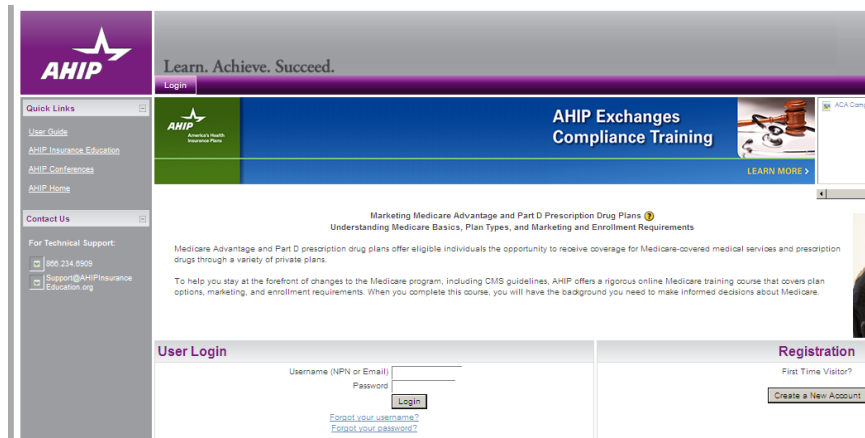 AHIP
Learn. Achieve. Succeed.
Login
Quick Links
User Guide
AHIP Insurance Education
AHIP Conferences
AHIP Home
Contact Us
For Technical Support:
866.234.6909
Support@AHIPInsurance
Education.org
AHIP
America's Health
Insurance Plans
AHIP Exchanges
Compliance Training
LEARN MORE >
ACA Comp
Marketing Medicare Advantage and Part D Prescription Drug Plans ?
Understanding Medicare Basics, Plan Types, and Marketing and Enrollment Requirements
Medicare Advantage and Part D prescription drug plans offer eligible individuals the opportunity to receive coverage for Medicare-covered medical services and prescription
drugs through a variety of private plans.
To help you stay at the forefront of changes to the Medicare program, including CMS guidelines, AHIP offers a rigorous online Medicare training course that covers plan
options, marketing, and enrollment requirements. When you complete this course, you will have the background you need to make informed decisions about Medicare.
User Login
Username (NPN or Email)
Password
Login
Forgot your username?
Forgot your password?
Registration
First Time Visitor?
Create a New Account